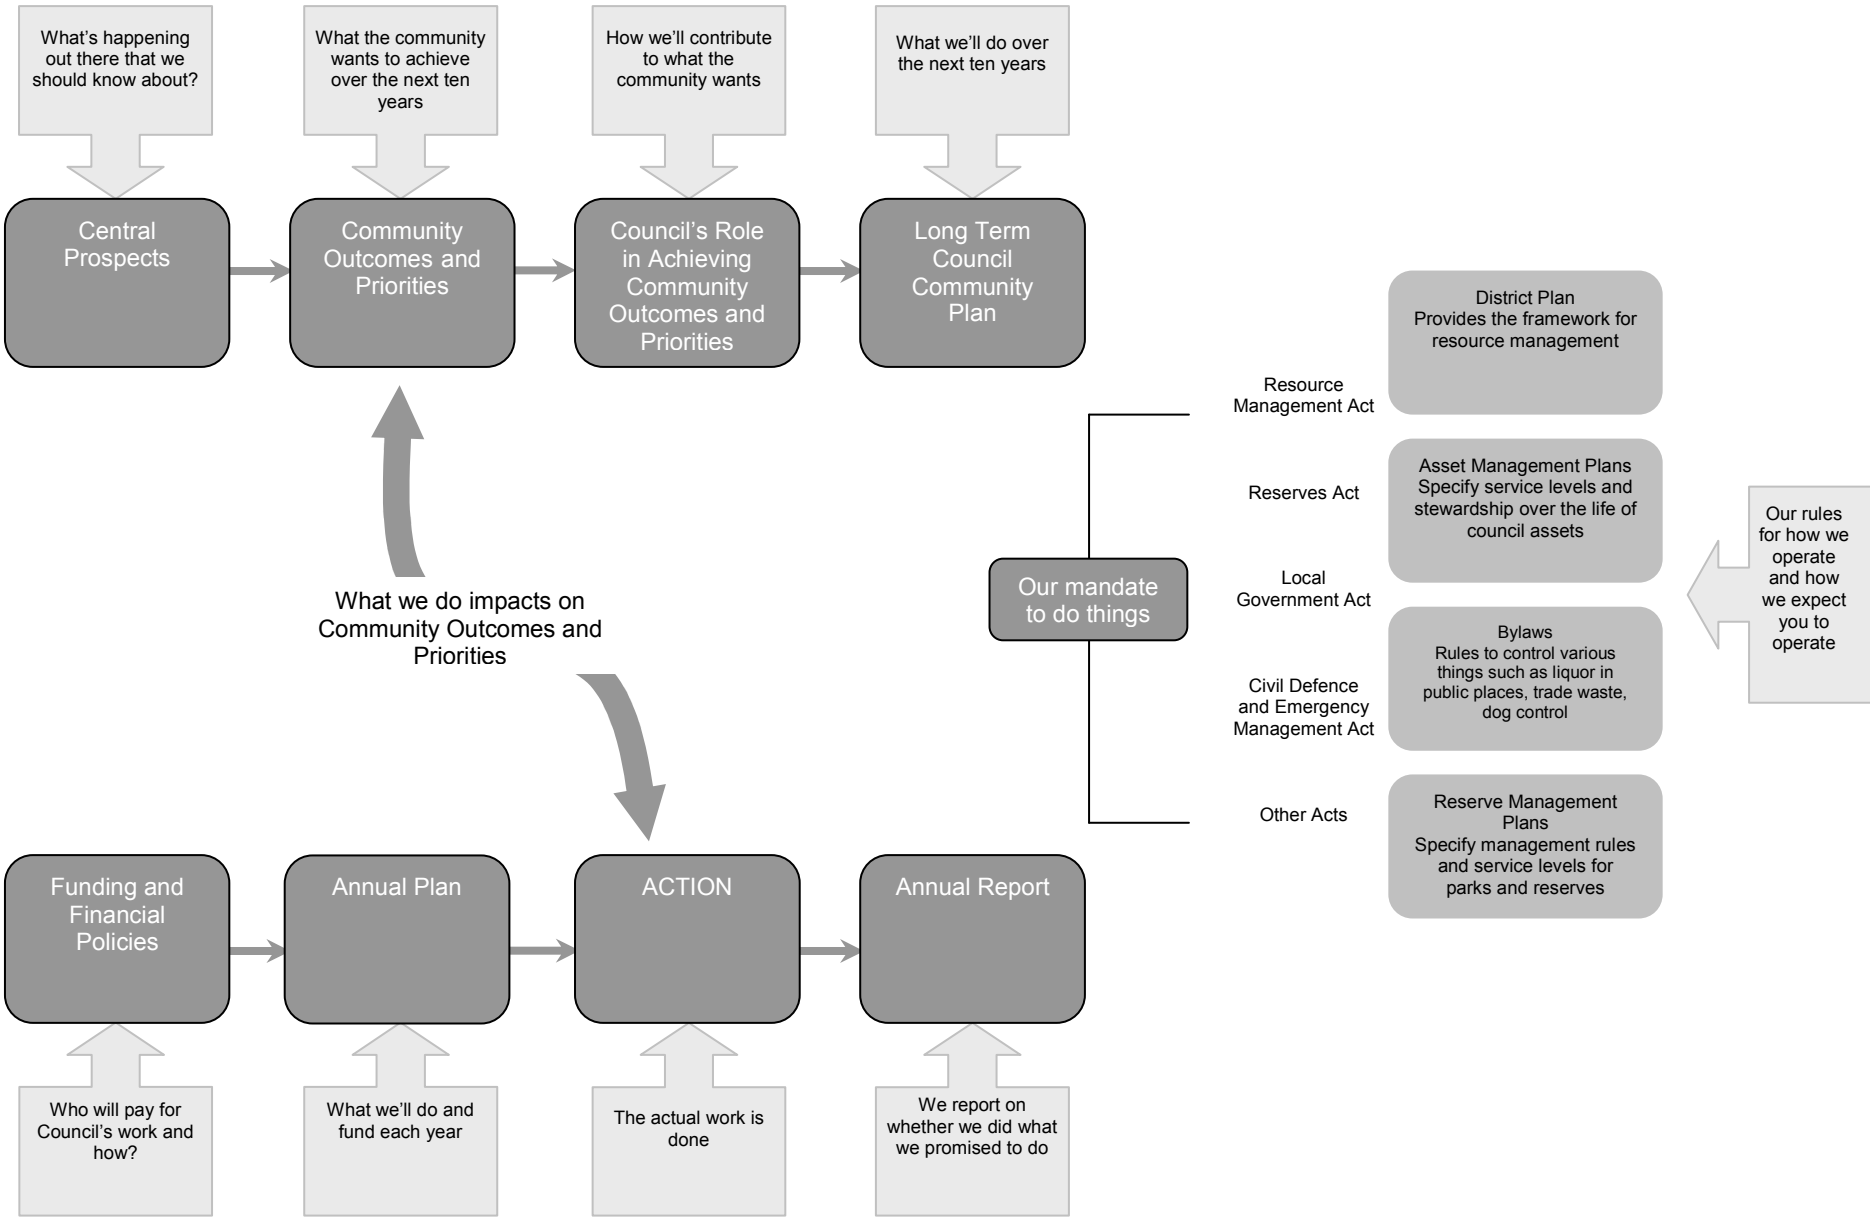 What's happening
out there that we
should know about?
What the community
wants to achieve
over the next ten
years
How we'll contribute
to what the
community wants
What we'll do over
the next ten years
Central
Prospects
Community
Outcomes and
Priorities
Council's Role
in Achieving
Community
Outcomes and
Priorities
Long Term
Council
Community
Plan
What we do impacts on
Community Outcomes and
Priorities
Funding and
Financial
Policies
Annual Plan
ACTION
Annual Report
Who will pay for
Council's work and
how?
What we'll do and
fund each year
The actual work is
done
We report on
whether we did what
we promised to do
Our mandate
to do things
Resource
Management Act
Reserves Act
Local
Government Act
Civil Defence
and Emergency
Management Act
Other Acts
District Plan
Provides the framework for
resource management
Asset Management Plans
Specify service levels and
stewardship over the life of
council assets
Bylaws
Rules to control various
things such as liquor in
public places, trade waste,
dog control
Reserve Management
Plans
Specify management rules
and service levels for
parks and reserves
Our rules
for how we
operate
and how
we expect
you to
operate